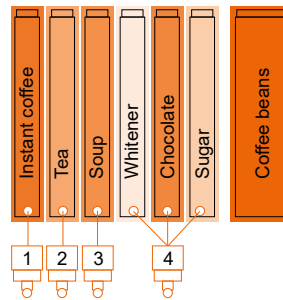 Instant coffee
Tea
Soup
Whitener
Chocolate
Sugar
Coffee beans
1
2
3
4